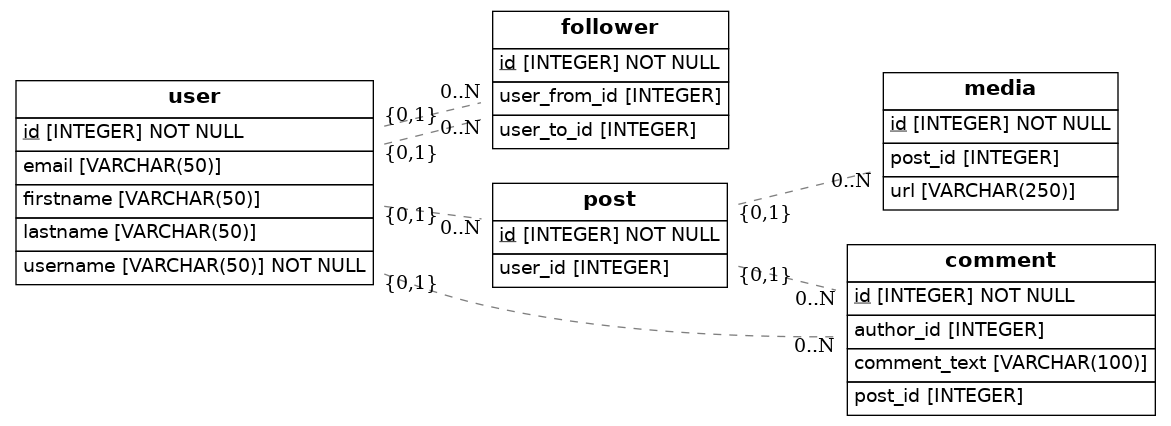 user
id [INTEGER] NOT NULL
email [VARCHAR(50)]
firstname [VARCHAR(50)]
lastname [VARCHAR(50)]
username [VARCHAR(50)] NOT NULL
{0,1}
0..N
{0,1}
0..N
{0,1}
0..N
{0,1}
0..N
follower
id [INTEGER] NOT NULL
user_from_id [INTEGER]
user_to_id [INTEGER]
post
id [INTEGER] NOT NULL
user_id [INTEGER]
{0,1}
0..N
{0,1}
0..N
media
id [INTEGER] NOT NULL
post_id [INTEGER]
url [VARCHAR(250)]
comment
id [INTEGER] NOT NULL
author_id [INTEGER]
comment_text [VARCHAR(100)]
post_id [INTEGER]